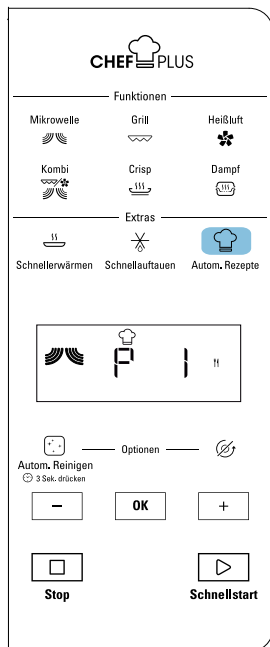 CHEF PLUS
Funktionen
Mikrowelle Grill Heißluft
Kombi Crisp Dampf
Extras
Schnellerwärmen Schnellauftauen Autom. Rezepte
P 1
Optionen
Autom. Reinigen
3 Sek. drücken
− OK +
Stop Schnellstart